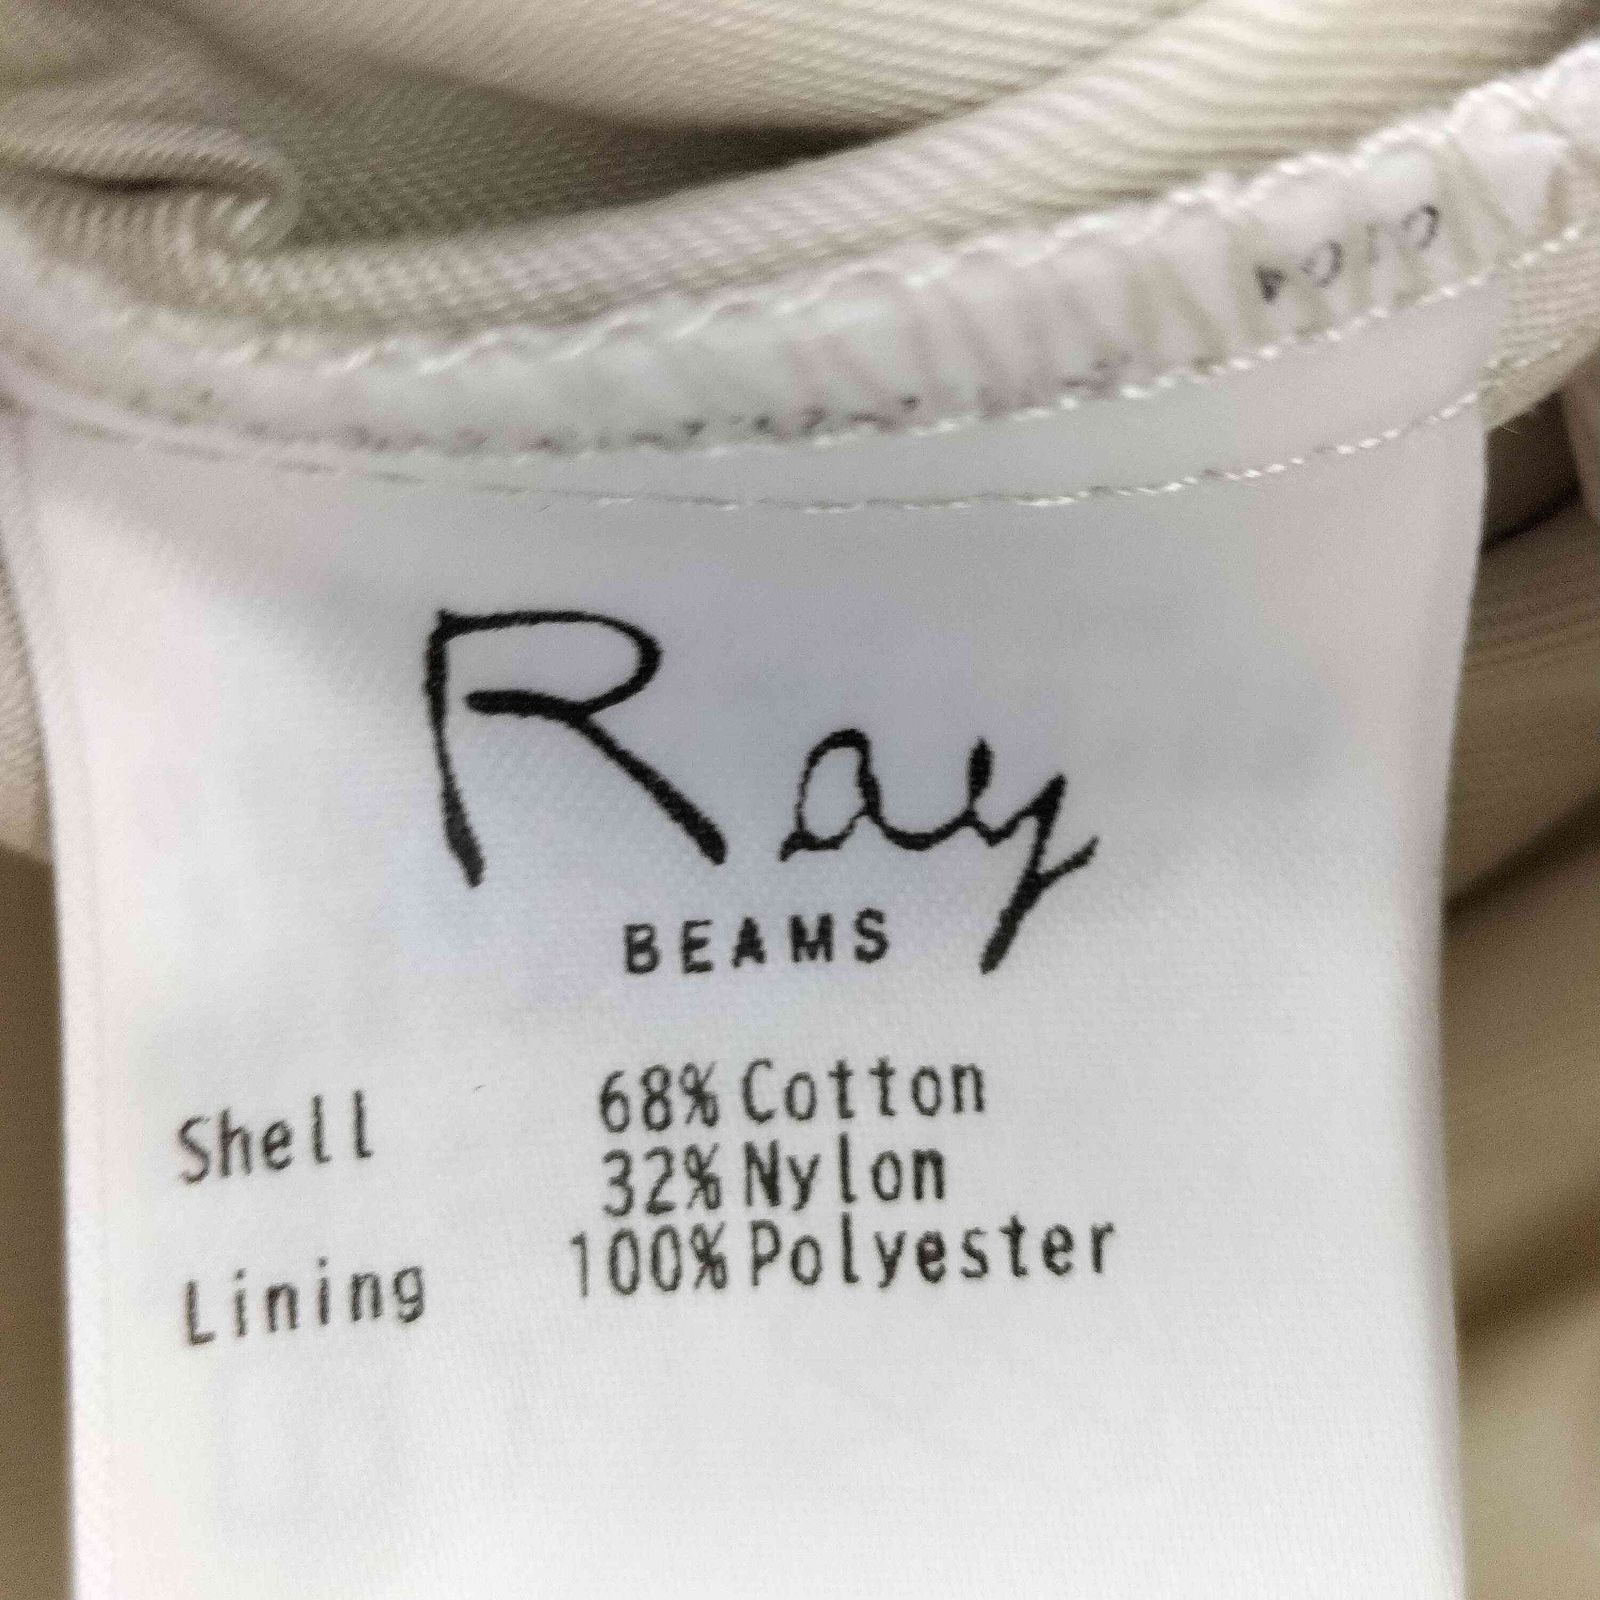 Ray
BEAMS
Shell 68% Cotton
32% Nylon
Lining 100% Polyester